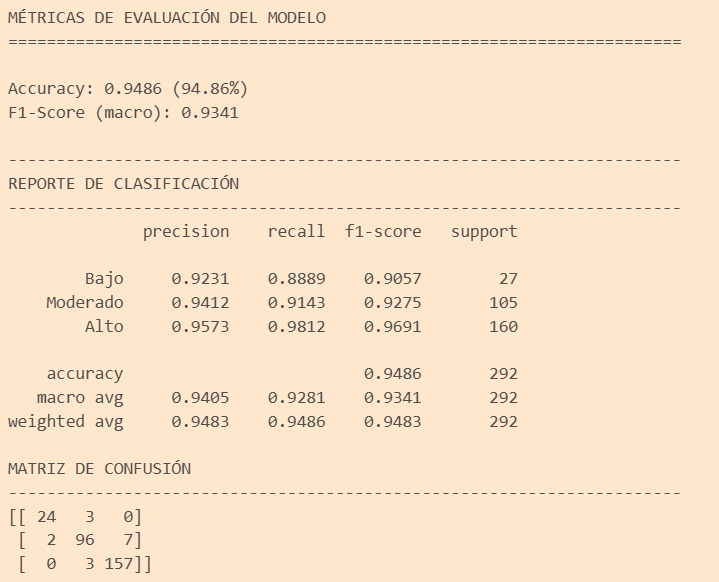 MÉTRICAS DE EVALUACIÓN DEL MODELO
======================================================================
Accuracy: 0.9486 (94.86%)
F1-Score (macro): 0.9341
----------------------------------------------------------------------
REPORTE DE CLASIFICACIÓN
----------------------------------------------------------------------
              precision    recall  f1-score   support
        Bajo     0.9231    0.8889    0.9057        27
    Moderado     0.9412    0.9143    0.9275       105
        Alto     0.9573    0.9812    0.9691       160
    accuracy                         0.9486       292
   macro avg     0.9405    0.9281    0.9341       292
weighted avg     0.9483    0.9486    0.9483       292
MATRIZ DE CONFUSIÓN
----------------------------------------------------------------------
[[ 24   3   0]
 [  2  96   7]
 [  0   3 157]]